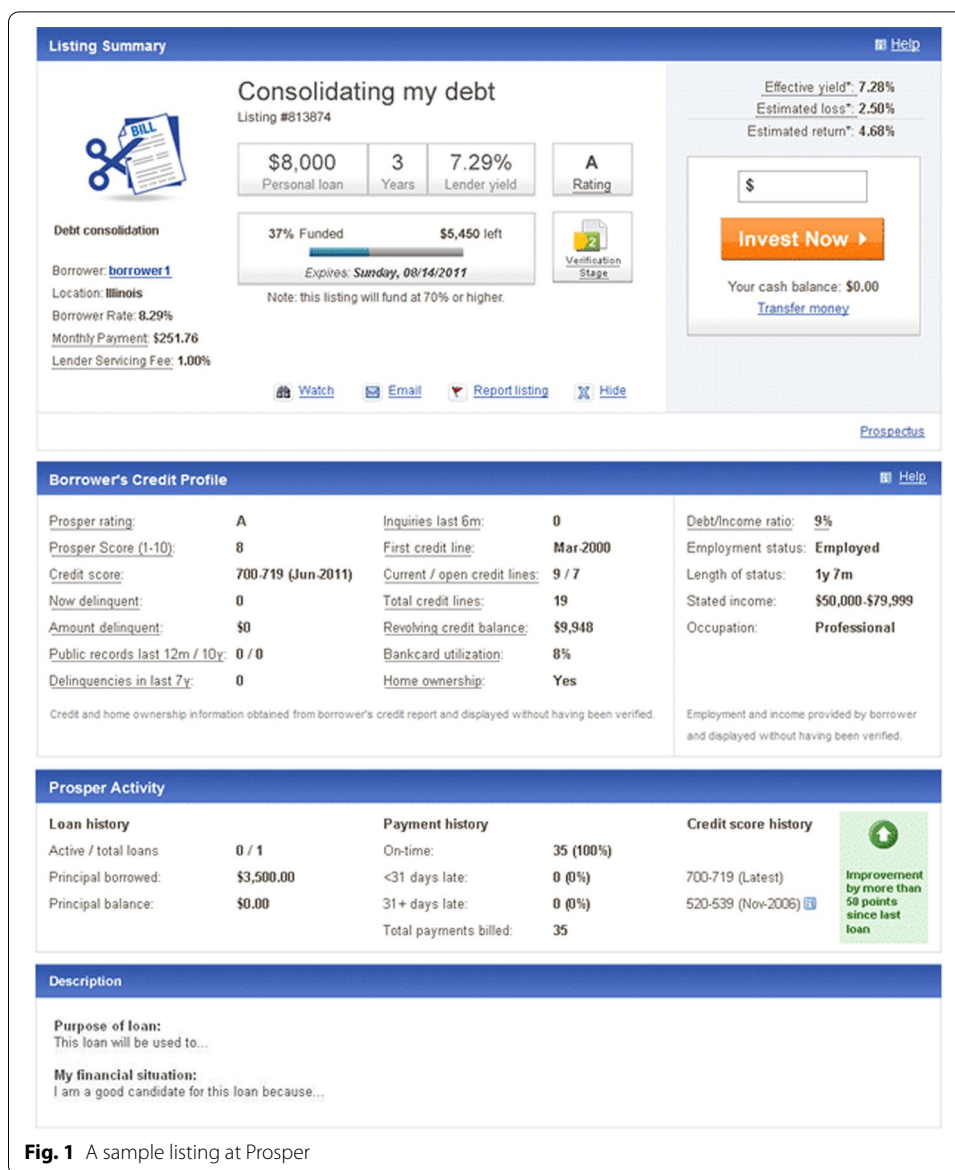 Listing Summary
Help
BILL
Debt consolidation
Borrower: borrower1
Location: Illinois
Borrower Rate: 8.29%
Monthly Payment: $251.76
Lender Servicing Fee: 1.00%
Consolidating my debt
Listing #813874
$8,000 3 7.29% A
Personal loan Years Lender yield Rating
37% Funded $5,450 left
Expires: Sunday, 08/14/2011
2
Verification
Stage
Note: this listing will fund at 70% or higher.
Watch Email Report listing Hide
Effective yield*: 7.28%
Estimated loss*: 2.50%
Estimated return*: 4.68%
$
Invest Now
Your cash balance: $0.00
Transfer money
Prospectus
Borrower's Credit Profile
Help
Prosper rating: A
Prosper Score (1-10): 8
Credit score: 700-719 (Jun-2011)
Now delinquent: 0
Amount delinquent: $0
Public records last 12m / 10y: 0 / 0
Delinquencies in last 7y: 0
Inquiries last 6m: 0
First credit line: Mar-2000
Current / open credit lines: 9 / 7
Total credit lines: 19
Revolving credit balance: $9,948
Bankcard utilization: 8%
Home ownership: Yes
Credit and home ownership information obtained from borrower's credit report and displayed without having been verified.
Debt/Income ratio: 9%
Employment status: Employed
Length of status: 1y 7m
Stated income: $50,000-$79,999
Occupation: Professional
Employment and income provided by borrower
and displayed without having been verified.
Prosper Activity
Loan history
Active / total loans 0 / 1
Principal borrowed: $3,500.00
Principal balance: $0.00
Payment history
On-time: 35 (100%)
<31 days late: 0 (0%)
31+ days late: 0 (0%)
Total payments billed: 35
Credit score history
700-719 (Latest)
520-539 (Nov-2006)
Improvement
by more than
50 points
since last
loan
Description
Purpose of loan:
This loan will be used to...
My financial situation:
I am a good candidate for this loan because...
Fig. 1 A sample listing at Prosper